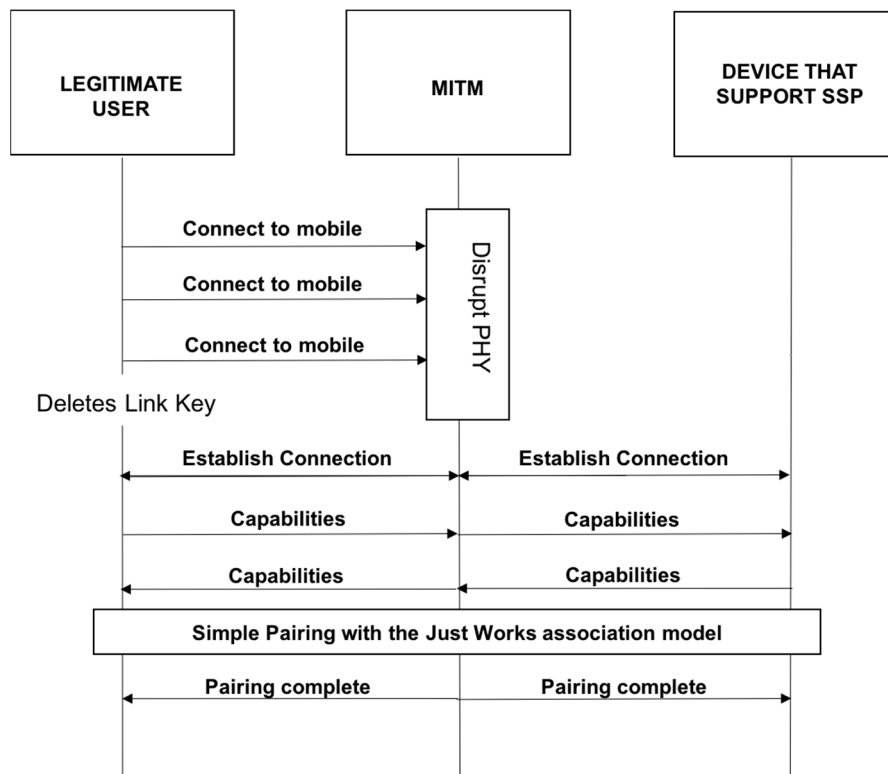 LEGITIMATE
USER
MITM
DEVICE THAT
SUPPORT SSP
Connect to mobile
Connect to mobile
Connect to mobile
Disrupt PHY
Deletes Link Key
Establish Connection
Establish Connection
Capabilities
Capabilities
Capabilities
Capabilities
Simple Pairing with the Just Works association model
Pairing complete
Pairing complete